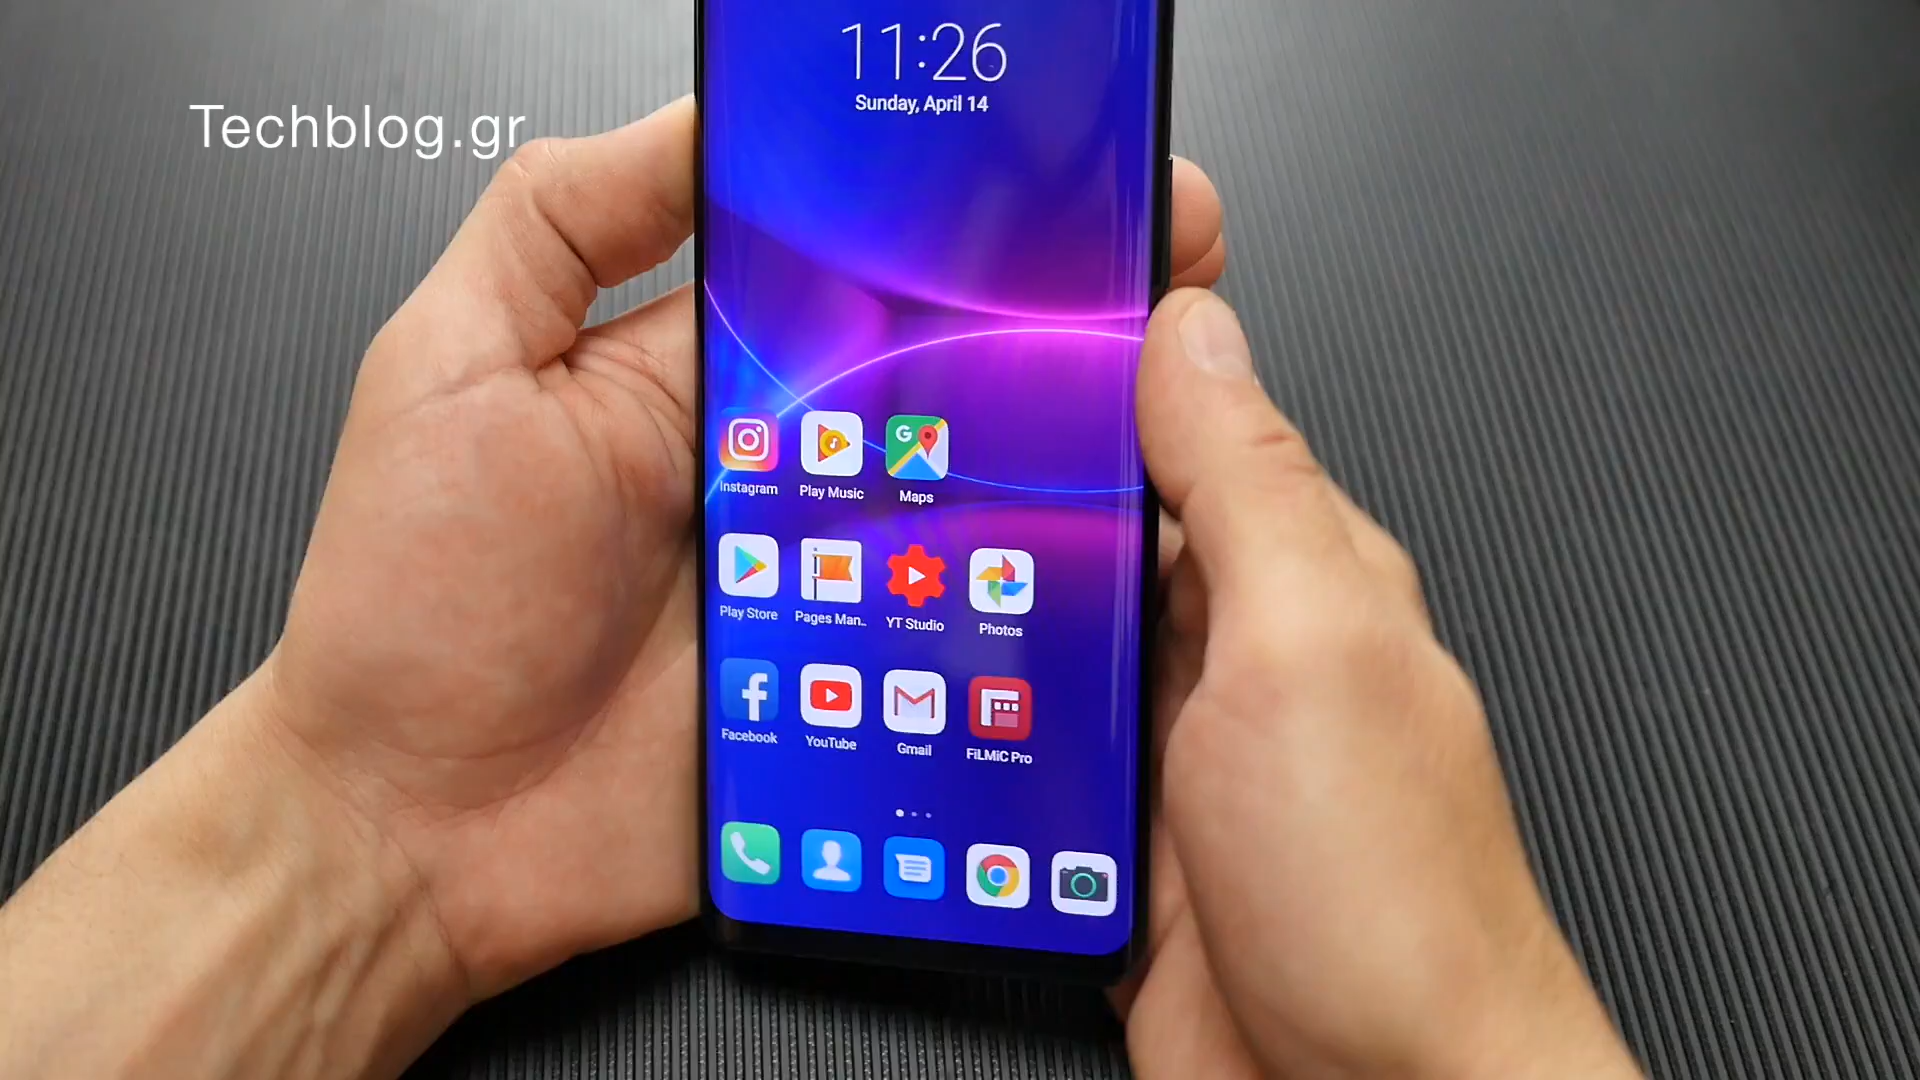 11:26
Sunday, April 14
Techblog.gr
Instagram
Play Music
G
Maps
Play Store
Pages Man..
YT Studio
Photos
Facebook
YouTube
Gmail
FiLMiC Pro